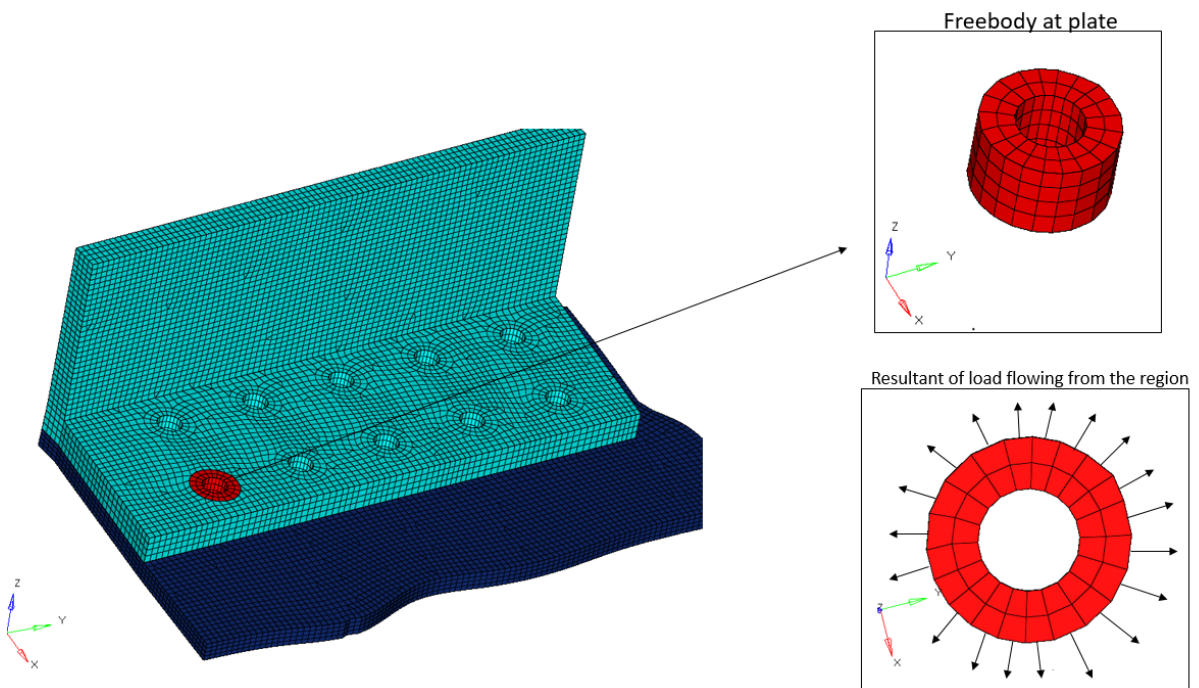 Freebody at plate
Z
Y
X
Resultant of load flowing from the region
Z
Y
X
Z
Y
X